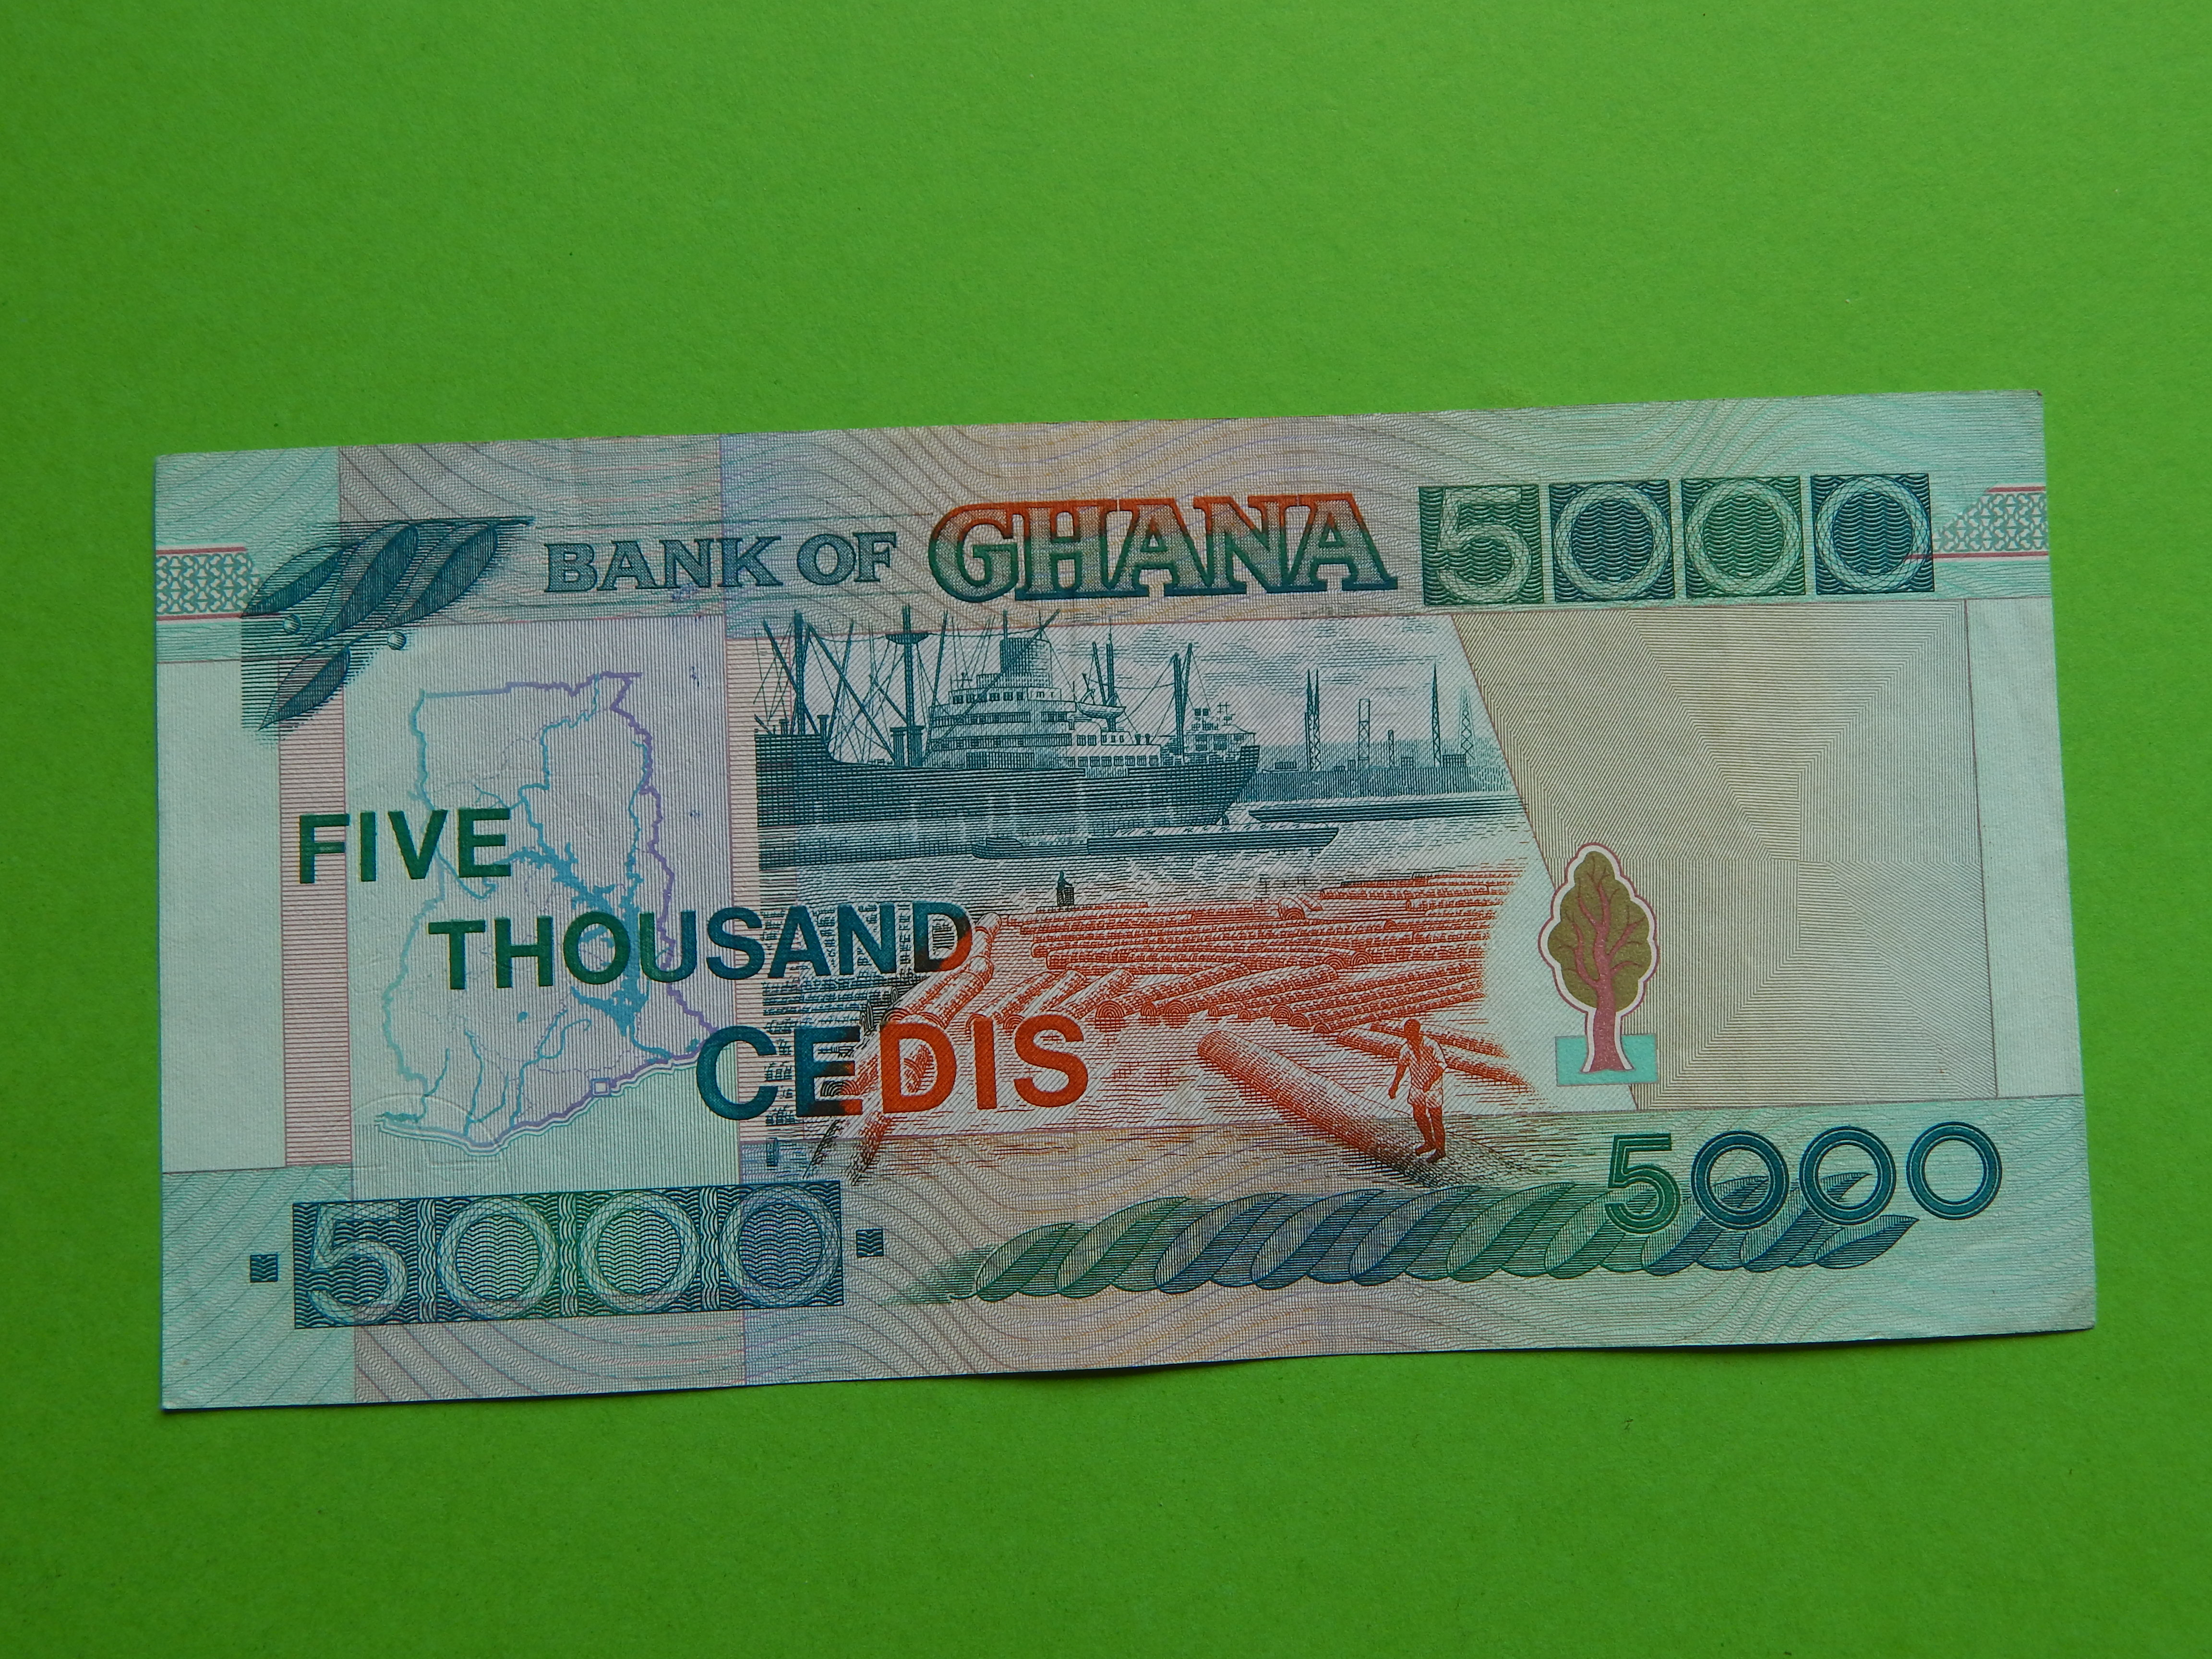 BANK OF GHANA 5000
FIVE
THOUSAND
CEDIS
5000
5000